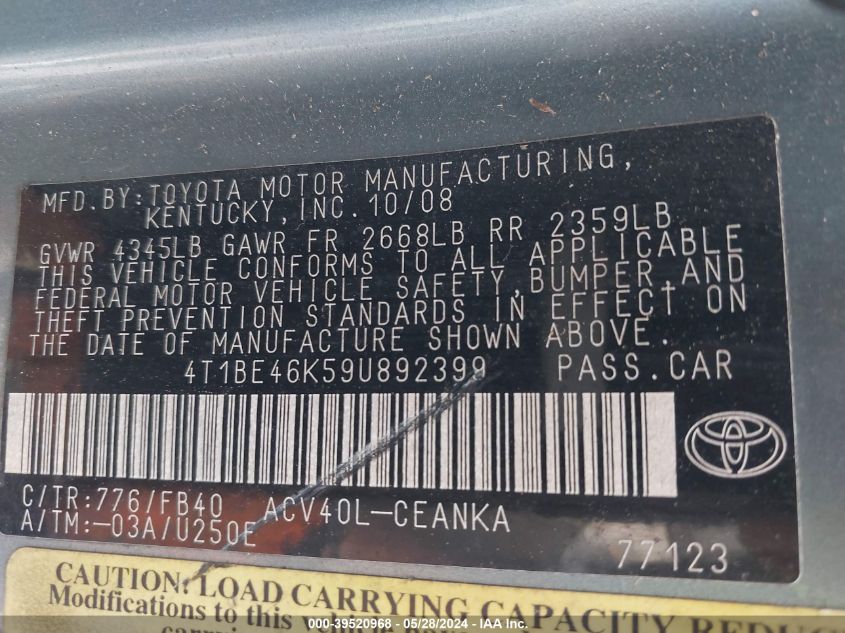 MFD.BY:TOYOTA MOTOR MANUFACTURING,
KENTUCKY,INC.10/08
GVWR 4345LB GAWR FR 2668LB RR 2359LB
THIS VEHICLE CONFORMS TO ALL APPLICABLE
FEDERAL MOTOR VEHICLE SAFETY,BUMPER,AND
THEFT PREVENTION STANDARDS IN EFFECT ON
THE DATE OF MANUFACTURE SHOWN ABOVE.
4T1BE46K59U892399 PASS.CAR
C/TR:776/FB40 ACV40L-CEANKA
A/TM:-03A/U250E
77123
CAUTION: LOAD CARRYING CAPACITY REDUCED
Modifications to this vehicle have
000-39520968 - 05/28/2024 - IAA Inc.